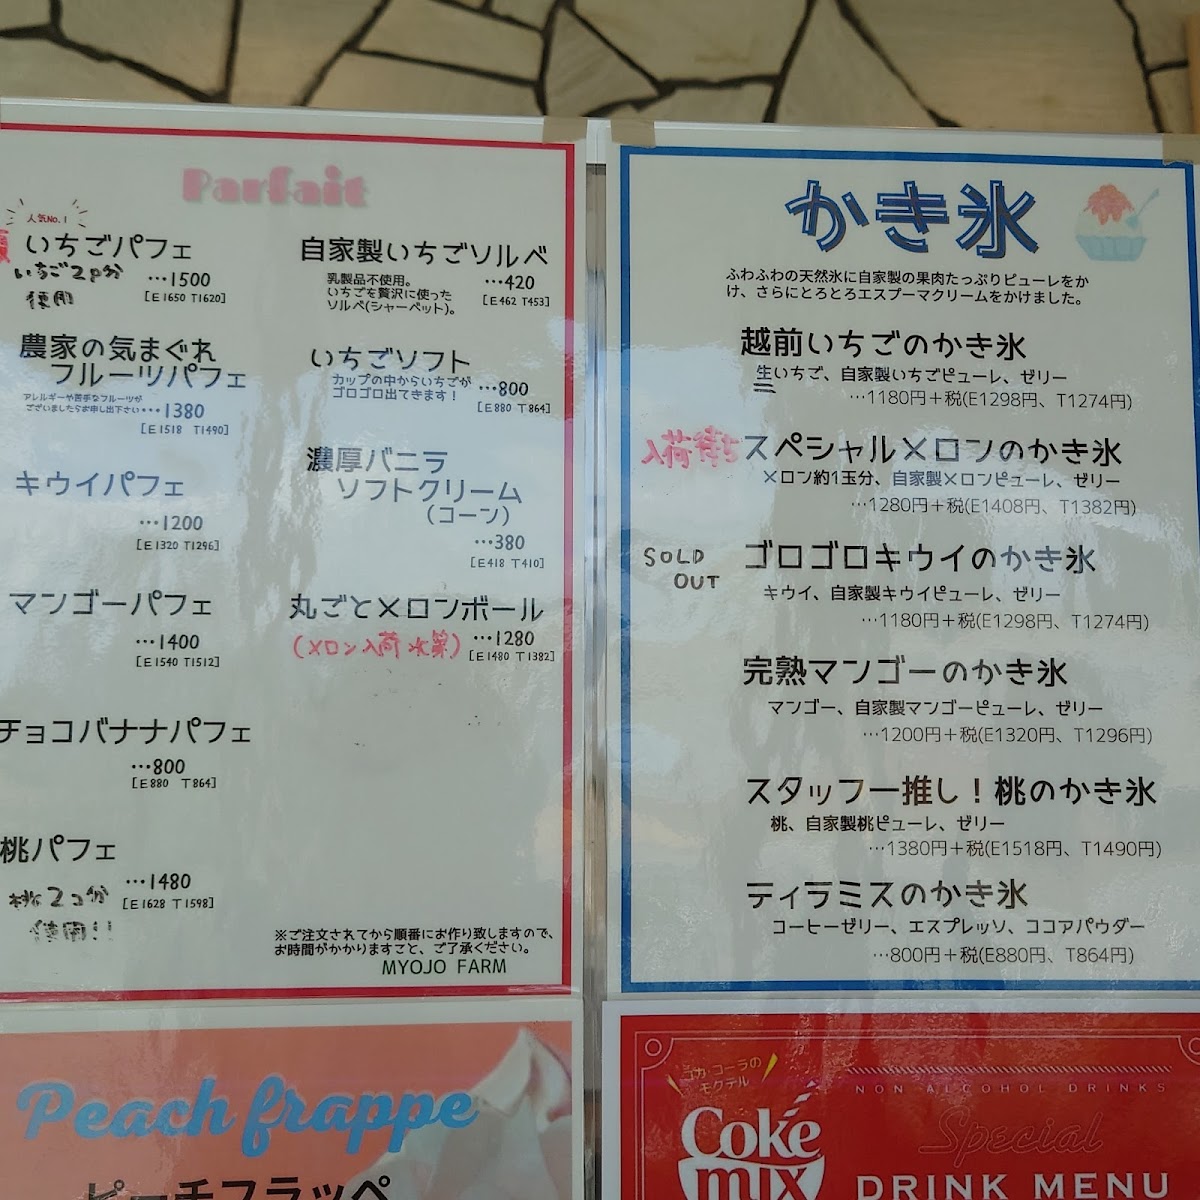 Parfait
人気No.1
いちごパフェ
いちご2P分
使用
…1500
[E1650 T1620]
農家の気まぐれ
フルーツパフェ
アレルギーや苦手なフルーツが
ございましたらお申し出下さい…1380
[E1518 T1490]
キウイパフェ
…1200
[E1320 T1296]
マンゴーパフェ
…1400
[E1540 T1512]
チョコバナナパフェ
…800
[E880 T864]
桃パフェ
桃2コ分
使用!!
…1480
[E1628 T1598]
自家製いちごソルベ
乳製品不使用。
いちごを贅沢に使った
ソルベ(シャーベット)。
…420
[E462 T453]
いちごソフト
カップの中からいちごが
ゴロゴロ出てきます！
…800
[E880 T864]
濃厚バニラ
ソフトクリーム
(コーン)
…380
[E418 T410]
丸ごとメロンボール
(メロン入荷次第)
…1280
[E1480 T1382]
※ご注文されてから順番にお作り致しますので、
お時間がかかりますこと、ご了承ください。
MYOJO FARM
かき氷
ふわふわの天然氷に自家製の果肉たっぷりピューレをか
け、さらにとろとろエスプーマクリームをかけました。
越前いちごのかき氷
生いちご、自家製いちごピューレ、ゼリー
…1180円＋税(E1298円、T1274円)
入荷待ち
スペシャルメロンのかき氷
メロン約1玉分、自家製メロンピューレ、ゼリー
…1280円＋税(E1408円、T1382円)
SOLD
OUT
ゴロゴロキウイのかき氷
キウイ、自家製キウイピューレ、ゼリー
…1180円＋税(E1298円、T1274円)
完熟マンゴーのかき氷
マンゴー、自家製マンゴーピューレ、ゼリー
…1200円＋税(E1320円、T1296円)
スタッフ一推し！桃のかき氷
桃、自家製桃ピューレ、ゼリー
…1380円＋税(E1518円、T1490円)
ティラミスのかき氷
コーヒーゼリー、エスプレッソ、ココアパウダー
…800円＋税(E880円、T864円)
Peach frappe
ピーチフラッペ
コカ・コーラの
モクテル
Coke
mix
NON ALCOHOL DRINKS
Special
DRINK MENU